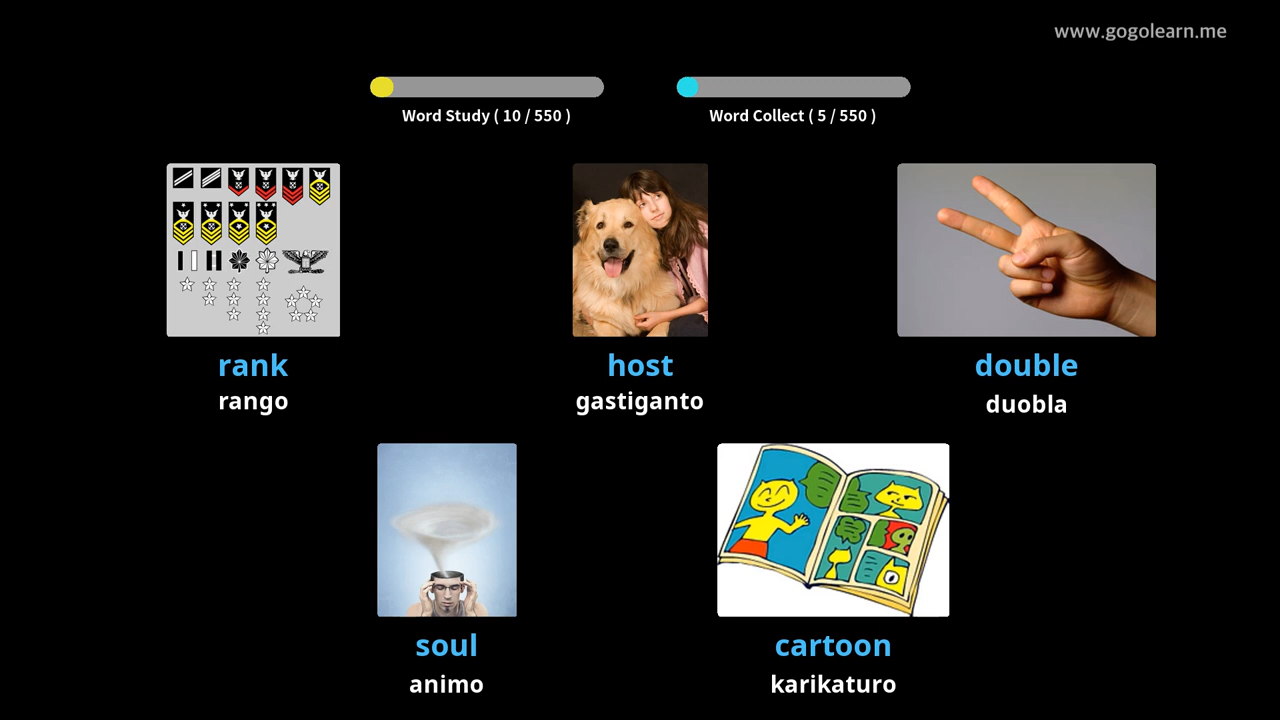 www.gogolearn.me
Word Study ( 10 / 550 )
Word Collect ( 5 / 550 )
rank
rango
host
gastiganto
double
duobla
soul
animo
cartoon
karikaturo